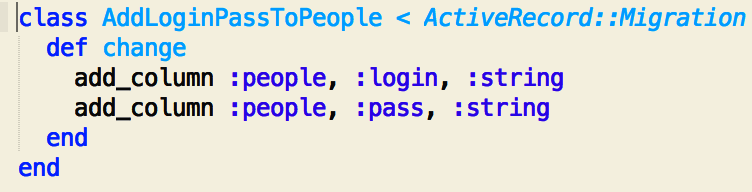 class AddLoginPassToPeople < ActiveRecord::Migration
  def change
    add_column :people, :login, :string
    add_column :people, :pass, :string
  end
end